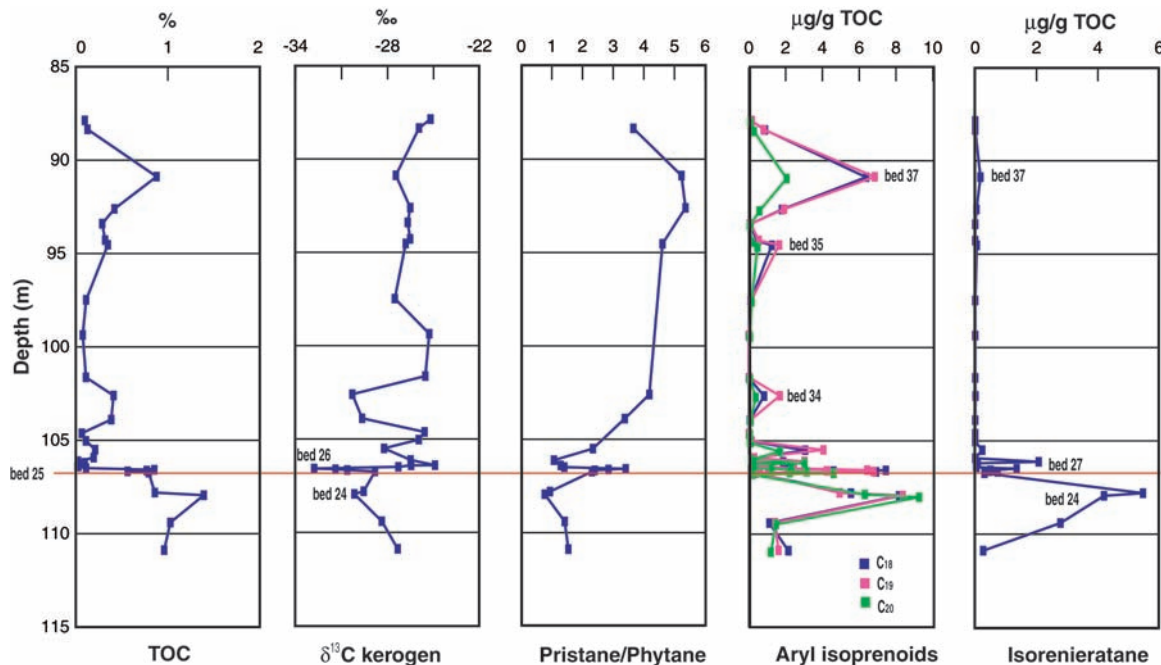 % ‰ μg/g TOC μg/g TOC
0 1 2 -34 -28 -22 0 1 2 3 4 5 6 0 2 4 6 8 10 0 2 4 6
85
90
bed 37 bed 37
95
bed 35
Depth (m)
100
bed 34
105
bed 26 bed 27
bed 25
bed 24 bed 24
110
C18
C19
C20
115
TOC δ13C kerogen Pristane/Phytane Aryl isoprenoids Isorenieratane